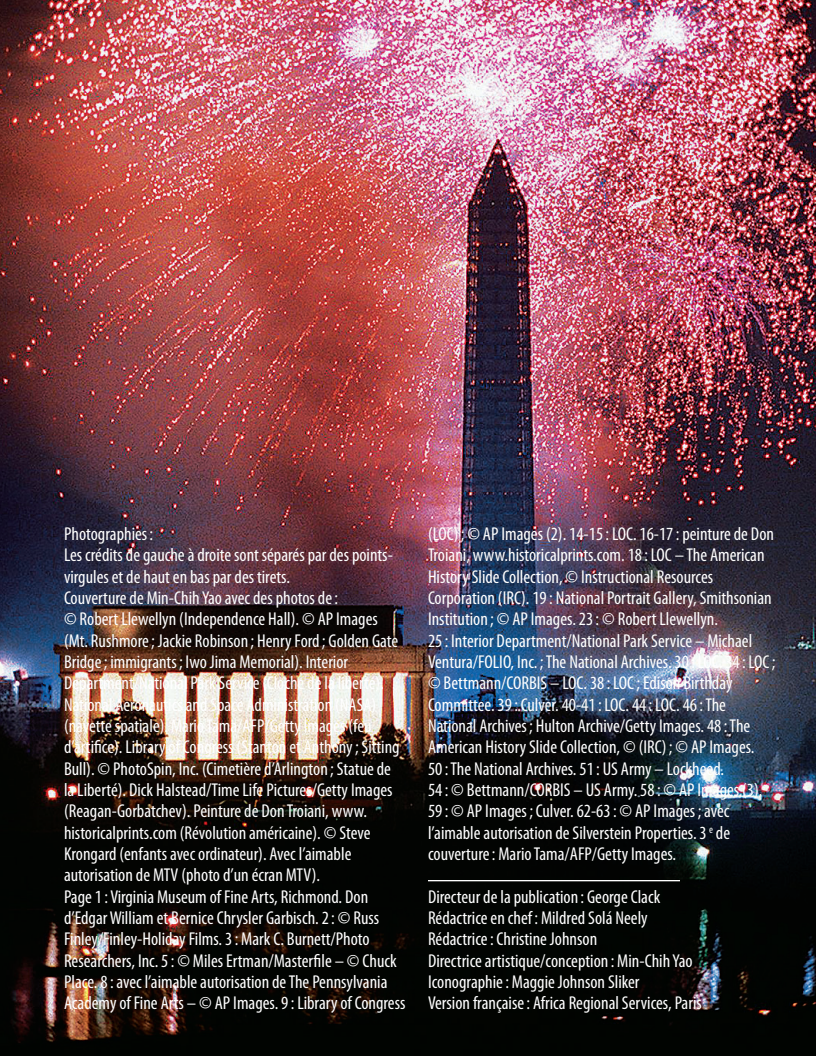 Photographies :
Les crédits de gauche à droite sont séparés par des points-
virgules et de haut en bas par des tirets.
Couverture de Min-Chih Yao avec des photos de :
© Robert Llewellyn (Independence Hall). © AP Images
(Mt. Rushmore ; Jackie Robinson ; Henry Ford ; Golden Gate
Bridge ; immigrants ; Iwo Jima Memorial). Interior
Department/National Park Service (Cloche de la liberté).
National Aeronautics and Space Administration (NASA)
(navette spatiale). Mario Tama/AFP/Getty Images (feu
d'artifice). Library of Congress (Stanton et Anthony ; Sitting
Bull). © PhotoSpin, Inc. (Cimetière d'Arlington ; Statue de
la Liberté). Dick Halstead/Time Life Pictures/Getty Images
(Reagan-Gorbatchev). Peinture de Don Troiani, www.
historicalprints.com (Révolution américaine). © Steve
Krongard (enfants avec ordinateur). Avec l'aimable
autorisation de MTV (photo d'un écran MTV).
Page 1 : Virginia Museum of Fine Arts, Richmond. Don
d'Edgar William et Bernice Chrysler Garbisch. 2 : © Russ
Finley/Finley-Holiday Films. 3 : Mark C. Burnett/Photo
Researchers, Inc. 5 : © Miles Ertman/Masterfile – © Chuck
Place. 8 : avec l'aimable autorisation de The Pennsylvania
Academy of Fine Arts – © AP Images. 9 : Library of Congress
(LOC) ; © AP Images (2). 14-15 : LOC. 16-17 : peinture de Don
Troiani, www.historicalprints.com. 18 : LOC – The American
History Slide Collection, © Instructional Resources
Corporation (IRC). 19 : National Portrait Gallery, Smithsonian
Institution ; © AP Images. 23 : © Robert Llewellyn.
25 : Interior Department/National Park Service – Michael
Ventura/FOLIO, Inc. ; The National Archives. 30 : LOC. 34 : LOC ;
© Bettmann/CORBIS – LOC. 38 : LOC ; Edison Birthday
Committee. 39 : Culver. 40-41 : LOC. 44 : LOC. 46 : The
National Archives ; Hulton Archive/Getty Images. 48 : The
American History Slide Collection, © (IRC) ; © AP Images.
50 : The National Archives. 51 : US Army – Lockheed.
54 : © Bettmann/CORBIS – US Army. 58 : © AP Images (3).
59 : © AP Images ; Culver. 62-63 : © AP Images ; avec
l'aimable autorisation de Silverstein Properties. 3e de
couverture : Mario Tama/AFP/Getty Images.
Directeur de la publication : George Clack
Rédactrice en chef : Mildred Solá Neely
Rédactrice : Christine Johnson
Directrice artistique/conception : Min-Chih Yao
Iconographie : Maggie Johnson Sliker
Version française : Africa Regional Services, Paris